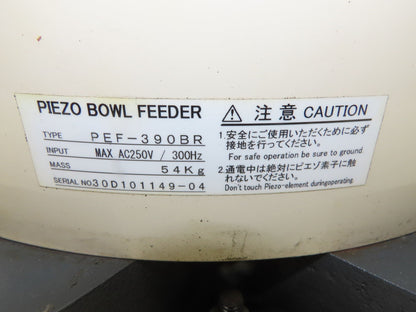 PIEZO BOWL FEEDER
TYPE PEF-390BR
INPUT MAX AC250V / 300Hz
MASS 54Kg
SERIAL NO30D101149-04
⚠ 注意 CAUTION
1.安全にご使用いただくために必ず
接地を行ってください。
For safe operation be sure to ground
2.通電中は絶対にピエゾ素子に触
れないでください。
Don't touch Piezo-element duringoperating.